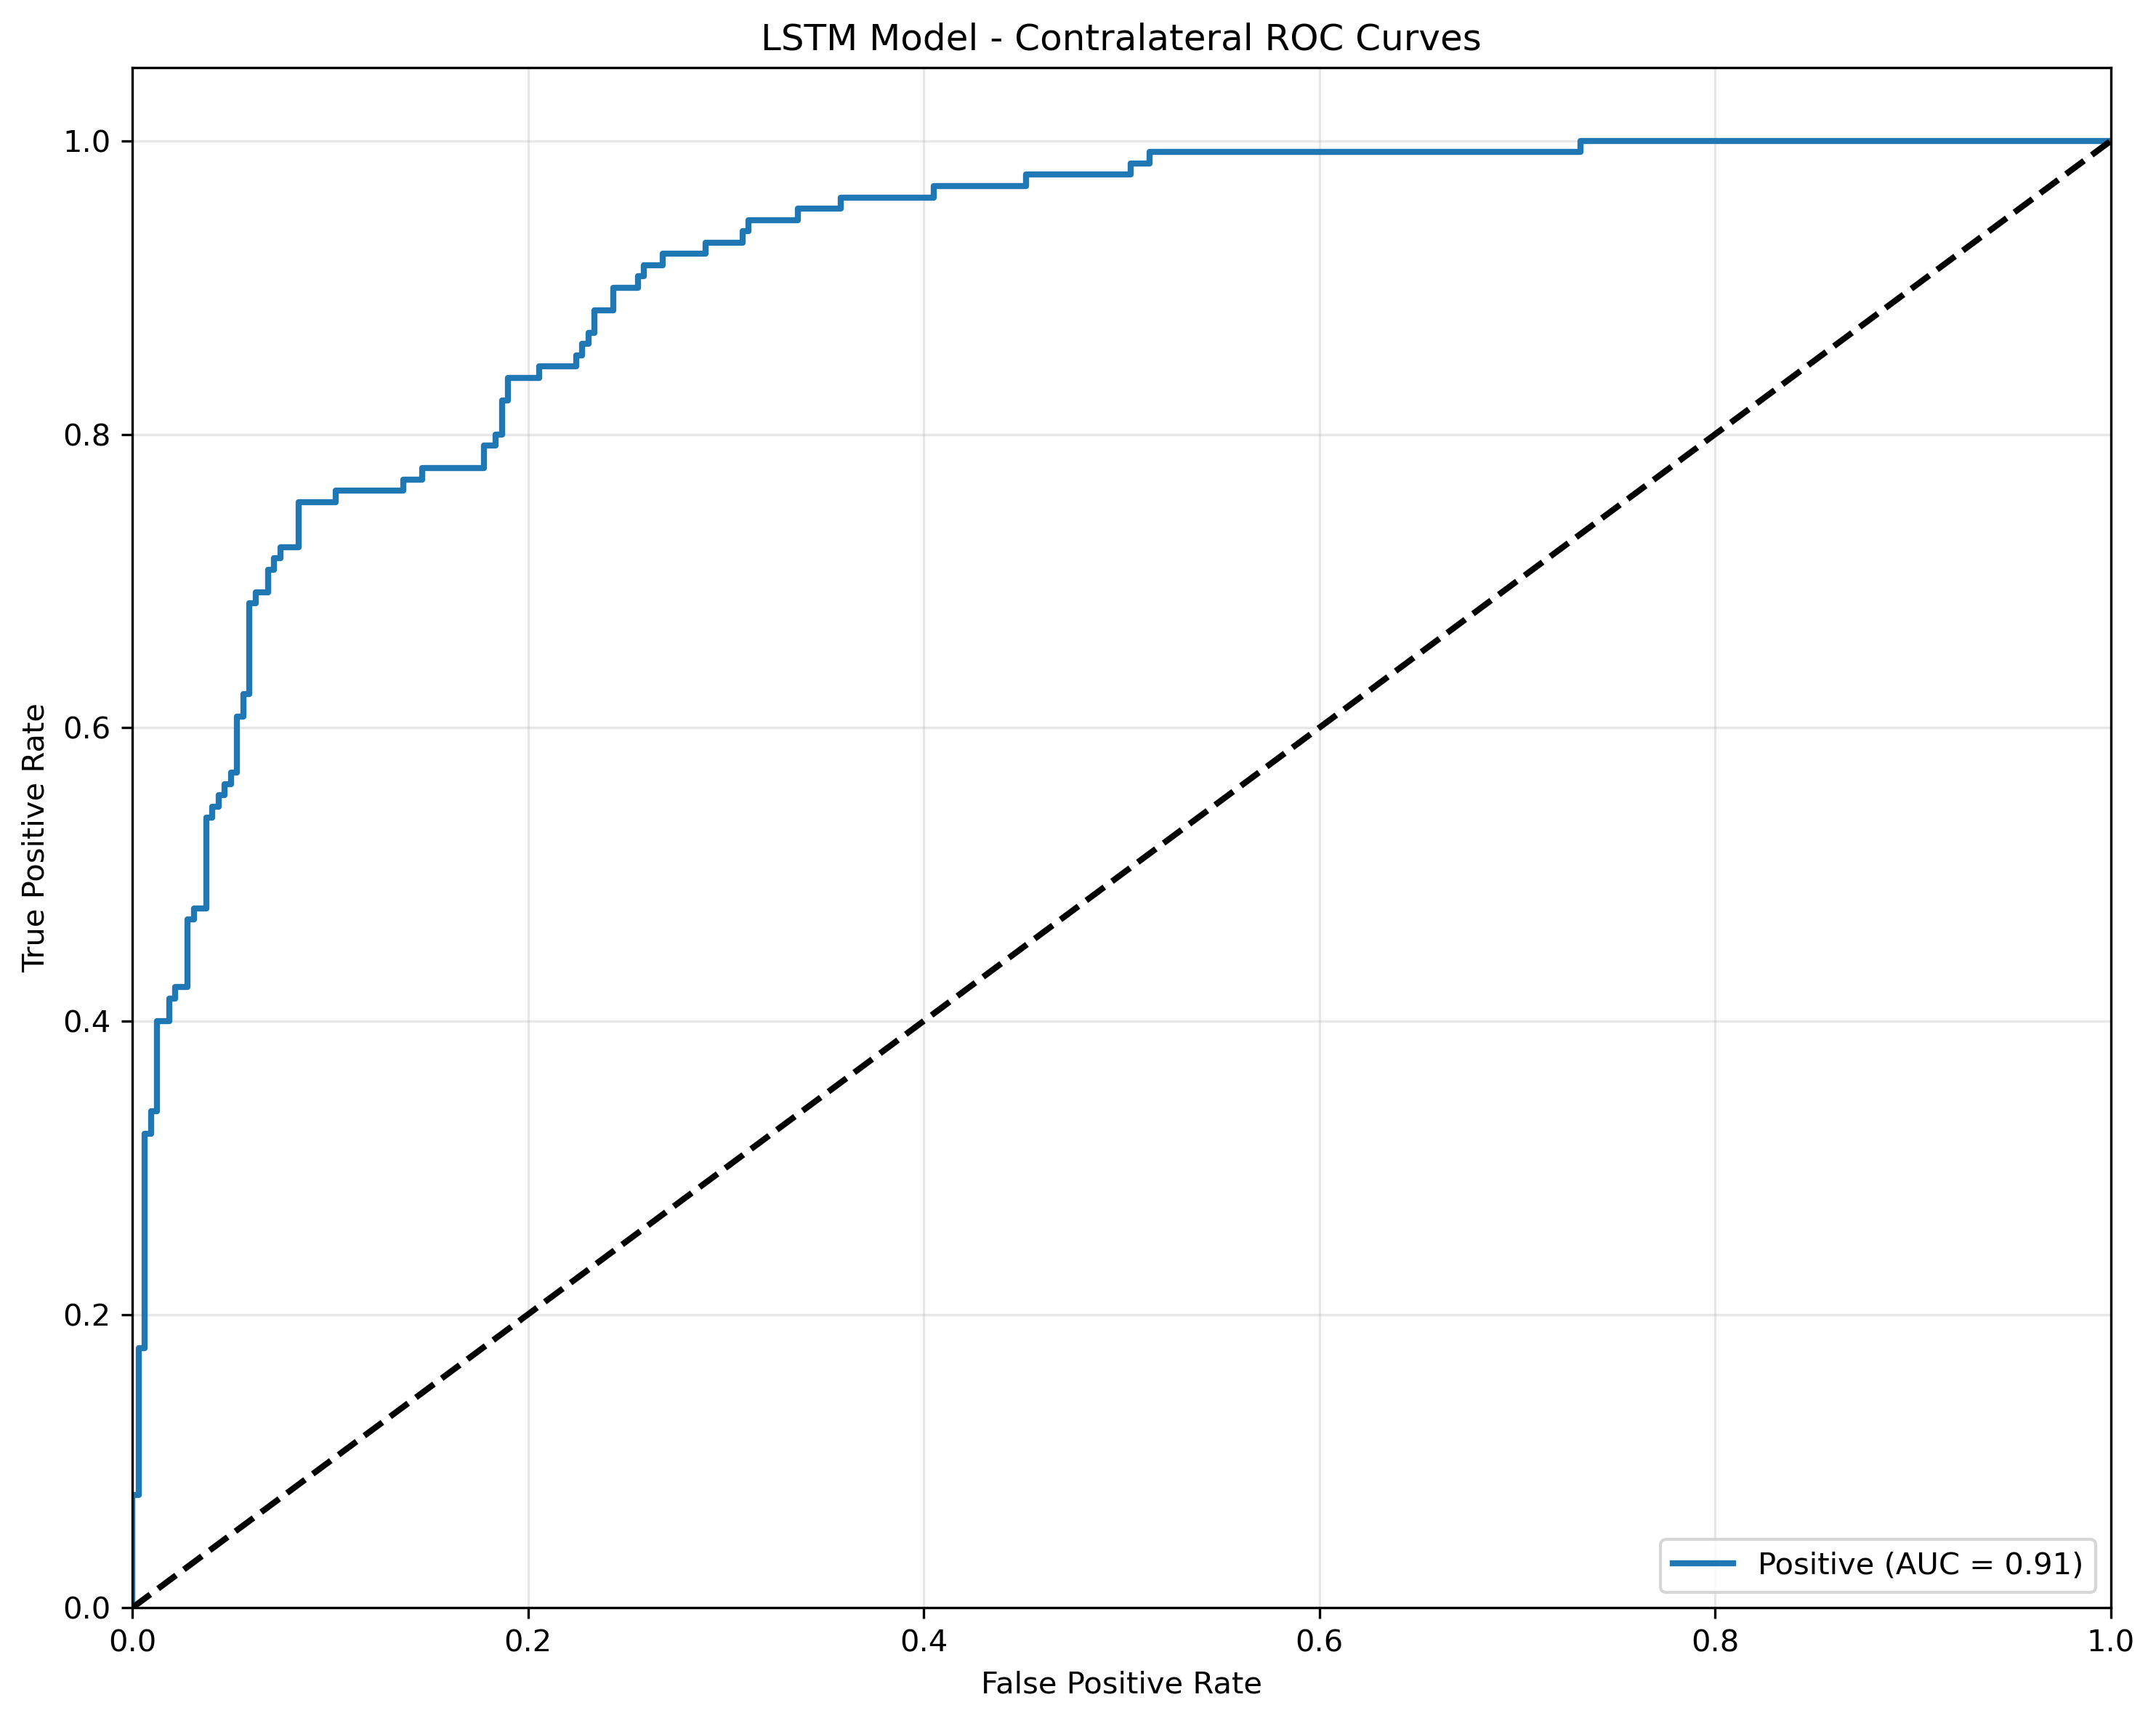 LSTM Model - Contralateral ROC Curves
True Positive Rate
1.0
0.8
0.6
0.4
0.2
0.0
0.0 0.2 0.4 0.6 0.8 1.0
False Positive Rate
Positive (AUC = 0.91)